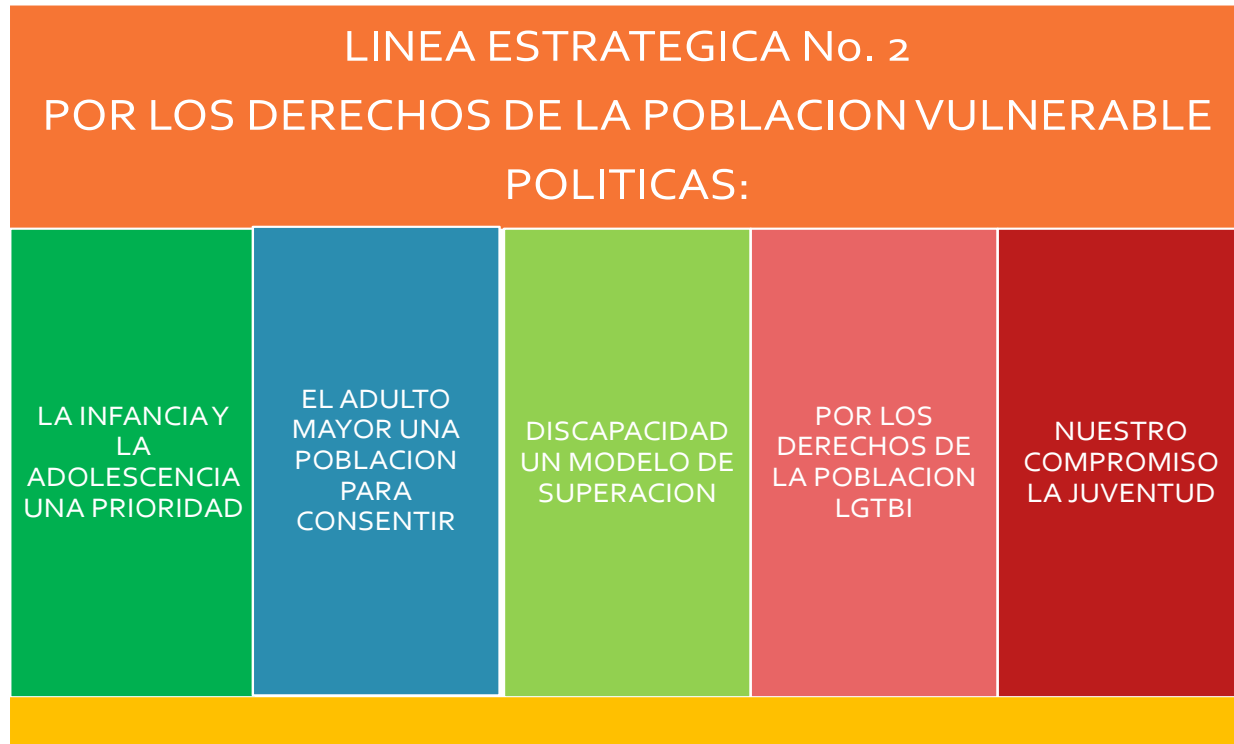 LINEA ESTRATEGICA No. 2
POR LOS DERECHOS DE LA POBLACION VULNERABLE
POLITICAS:
LA INFANCIA Y
LA
ADOLESCENCIA
UNA PRIORIDAD
EL ADULTO
MAYOR UNA
POBLACION
PARA
CONSENTIR
DISCAPACIDAD
UN MODELO DE
SUPERACION
POR LOS
DERECHOS DE
LA POBLACION
LGTBI
NUESTRO
COMPROMISO
LA JUVENTUD